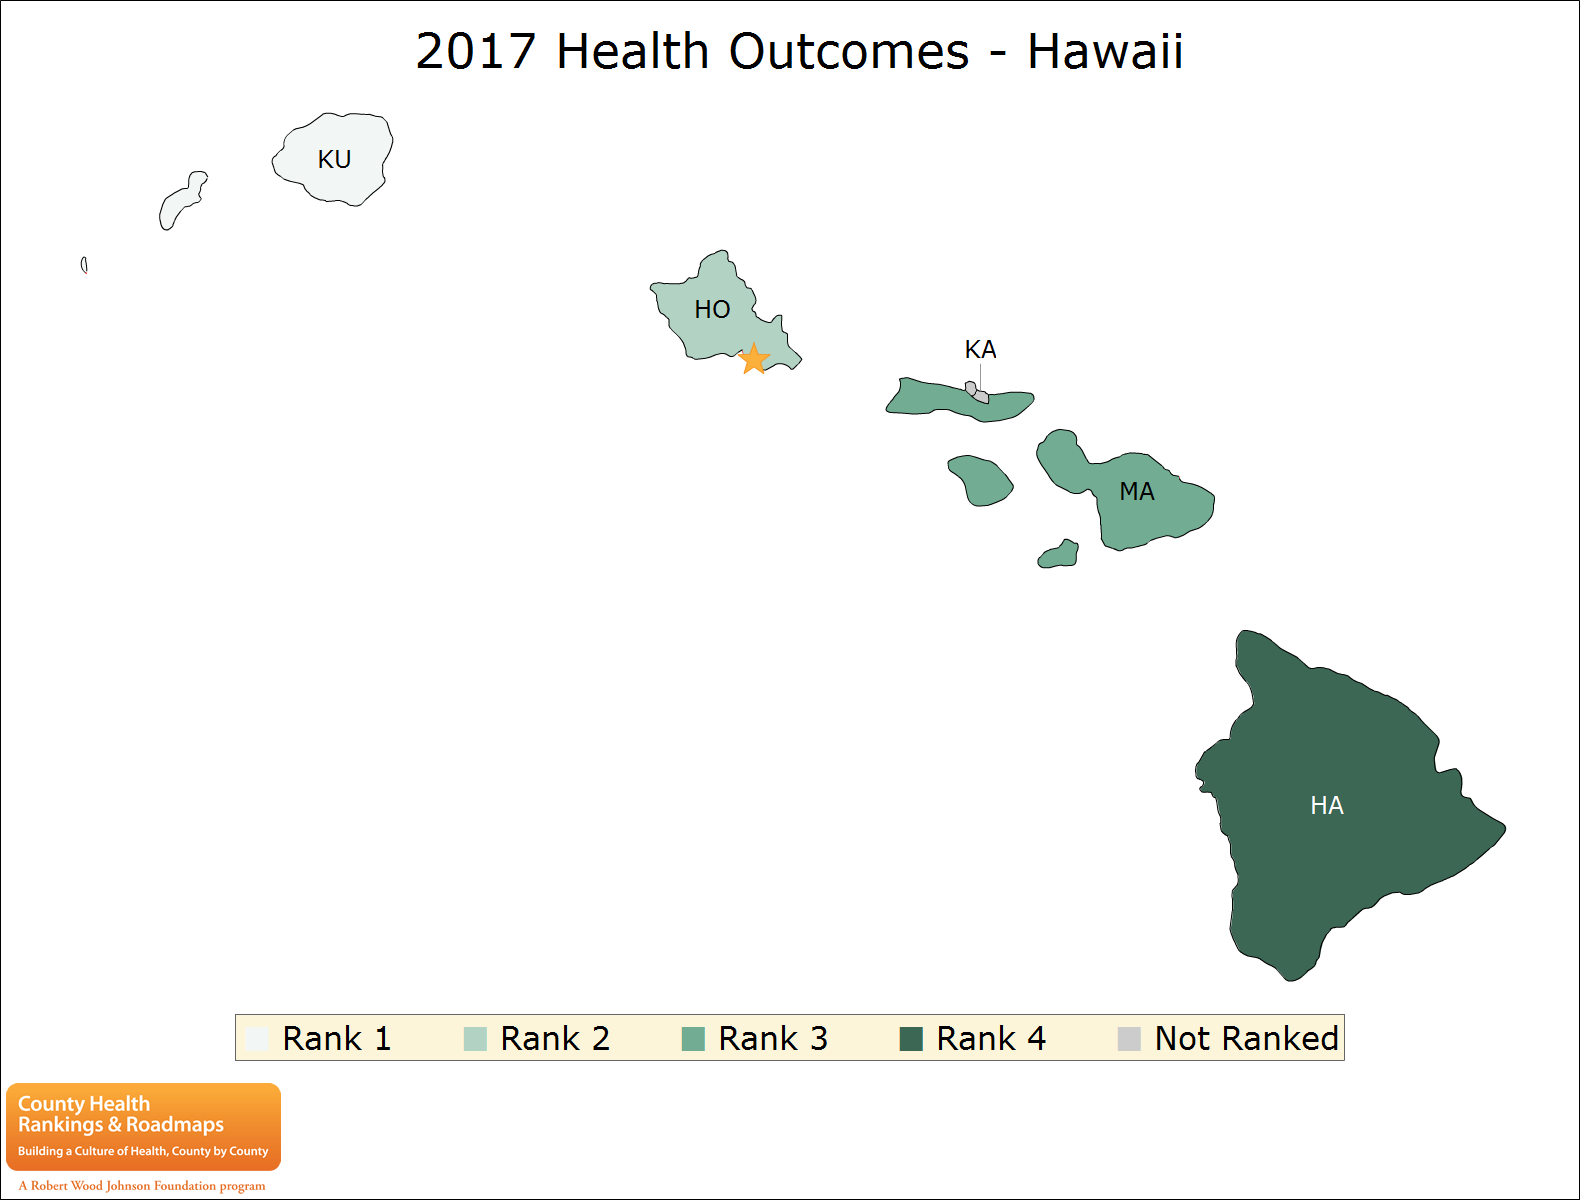 2017 Health Outcomes - Hawaii
KU
HO
KA
MA
HA
Rank 1 Rank 2 Rank 3 Rank 4 Not Ranked
County Health
Rankings & Roadmaps
Building a Culture of Health, County by County
A Robert Wood Johnson Foundation program